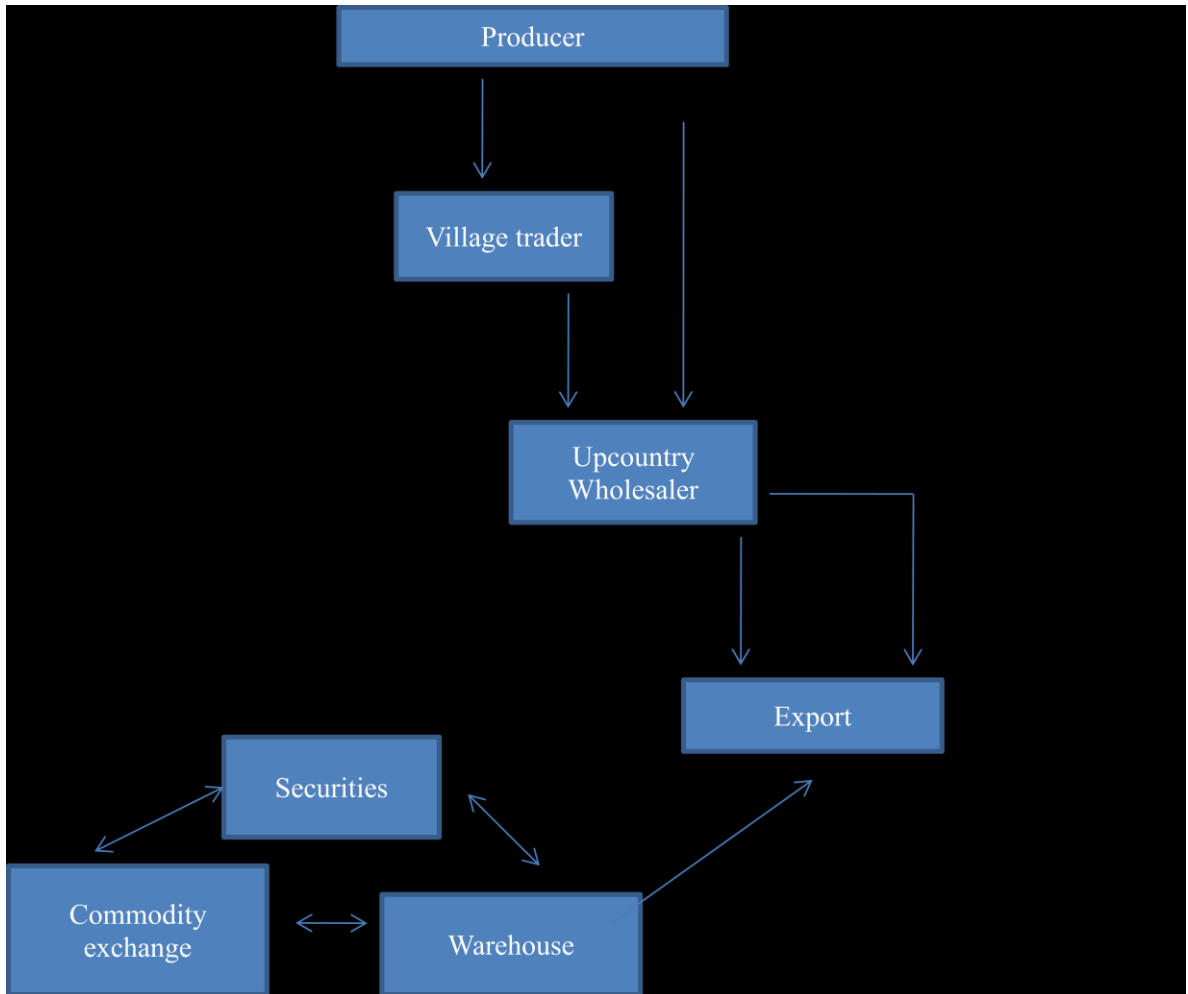 Producer
Village trader
Upcountry
Wholesaler
Export
Securities
Commodity
exchange
Warehouse